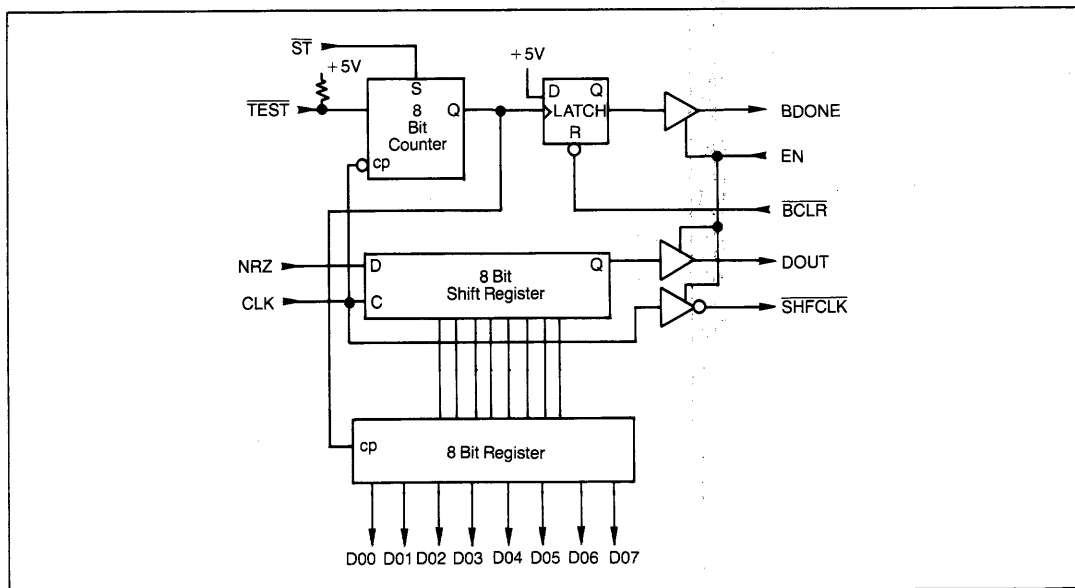 ST
+5V
+5V
TEST
S
8
Bit
Counter
Q
cp
D
Q
LATCH
R
BDONE
EN
BCLR
NRZ
D
8 Bit
Shift Register
Q
DOUT
CLK
C
SHFCLK
cp
8 Bit Register
D00 D01 D02 D03 D04 D05 D06 D07